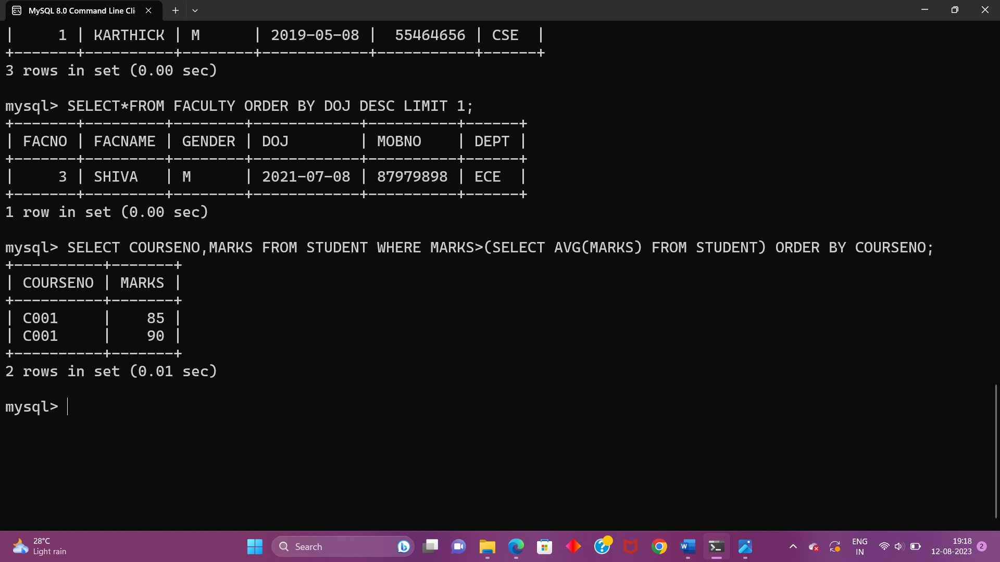 MySQL 8.0 Command Line Cli
|     1 | KARTHICK | M      | 2019-05-08 |  55464656 | CSE  |
+-------+----------+--------+------------+-----------+------+
3 rows in set (0.00 sec)
mysql> SELECT*FROM FACULTY ORDER BY DOJ DESC LIMIT 1;
+-------+---------+--------+------------+----------+------+
| FACNO | FACNAME | GENDER | DOJ        | MOBNO    | DEPT |
+-------+---------+--------+------------+----------+------+
|     3 | SHIVA   | M      | 2021-07-08 | 87979898 | ECE  |
+-------+---------+--------+------------+----------+------+
1 row in set (0.00 sec)
mysql> SELECT COURSENO,MARKS FROM STUDENT WHERE MARKS>(SELECT AVG(MARKS) FROM STUDENT) ORDER BY COURSENO;
+----------+-------+
| COURSENO | MARKS |
+----------+-------+
| C001     |    85 |
| C001     |    90 |
+----------+-------+
2 rows in set (0.01 sec)
mysql>
28°C
Light rain
Search
ENG
IN
19:18
12-08-2023
2